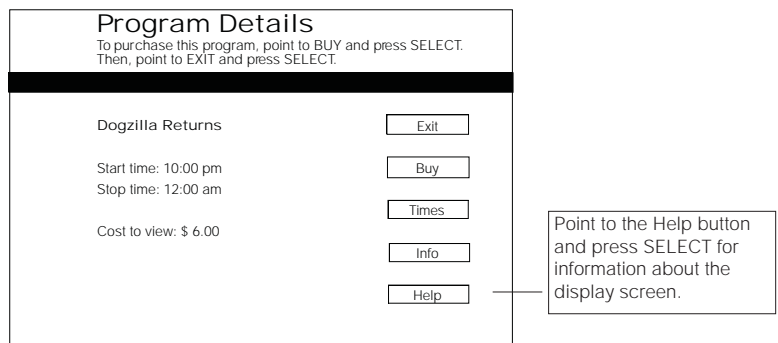 Program Details
To purchase this program, point to BUY and press SELECT.
Then, point to EXIT and press SELECT.
Dogzilla Returns
Exit
Start time: 10:00 pm
Buy
Stop time: 12:00 am
Times
Cost to view: $ 6.00
Info
Help
Point to the Help button
and press SELECT for
information about the
display screen.